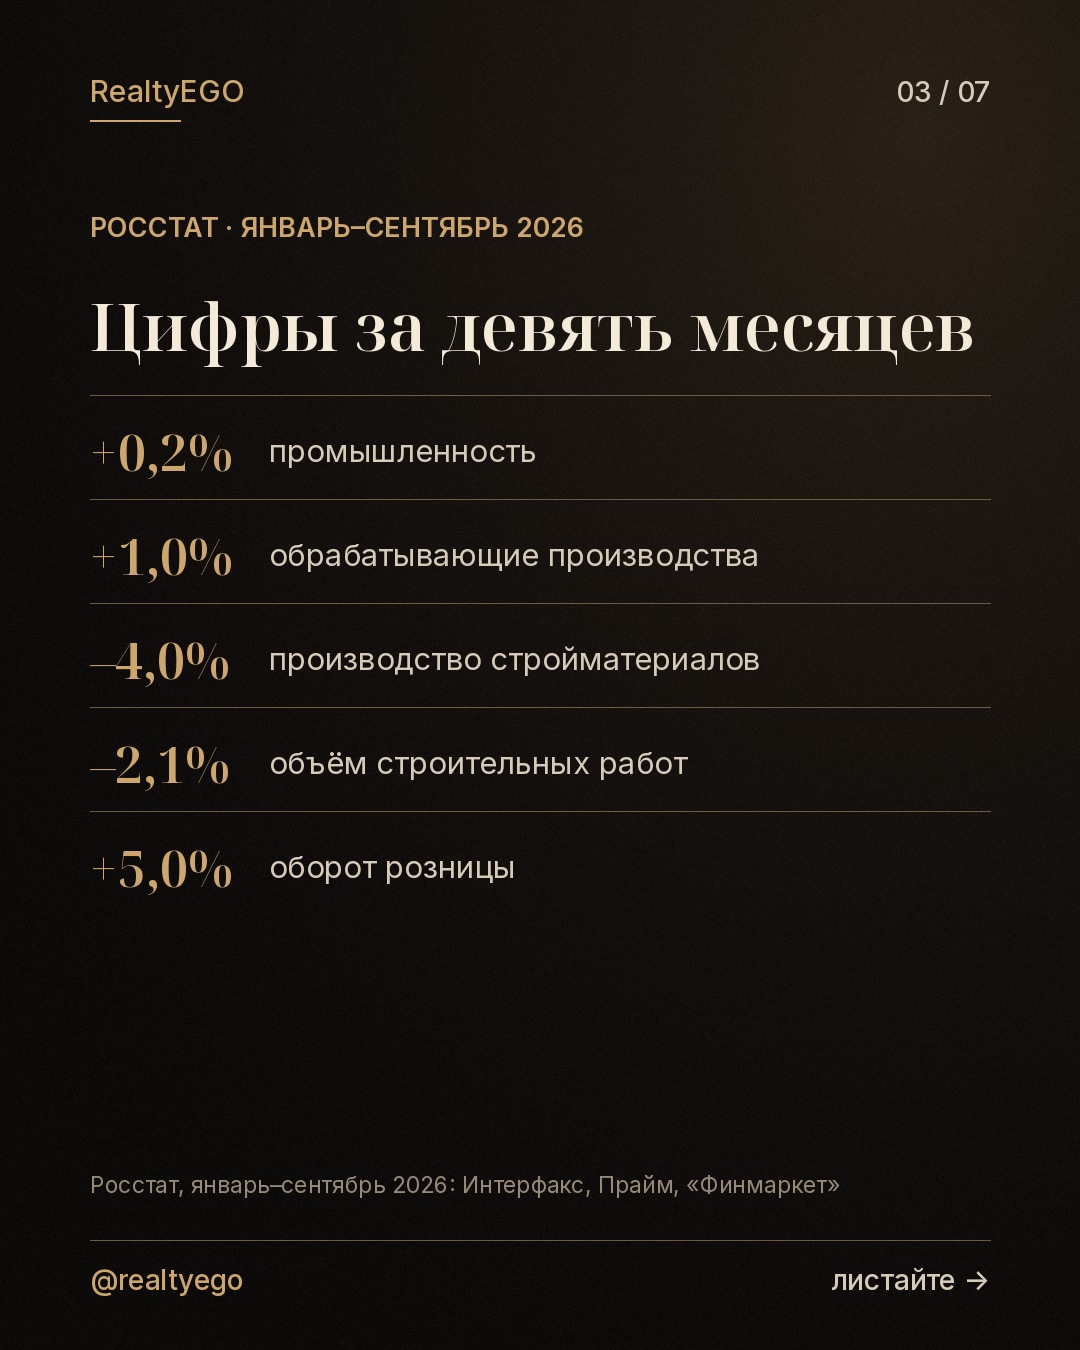 RealtyEGO
03 / 07
РОССТАТ · ЯНВАРЬ–СЕНТЯБРЬ 2026
Цифры за девять месяцев
+0,2% промышленность
+1,0% обрабатывающие производства
–4,0% производство стройматериалов
–2,1% объём строительных работ
+5,0% оборот розницы
Росстат, январь–сентябрь 2026: Интерфакс, Прайм, «Финмаркет»
@realtyego
листайте →